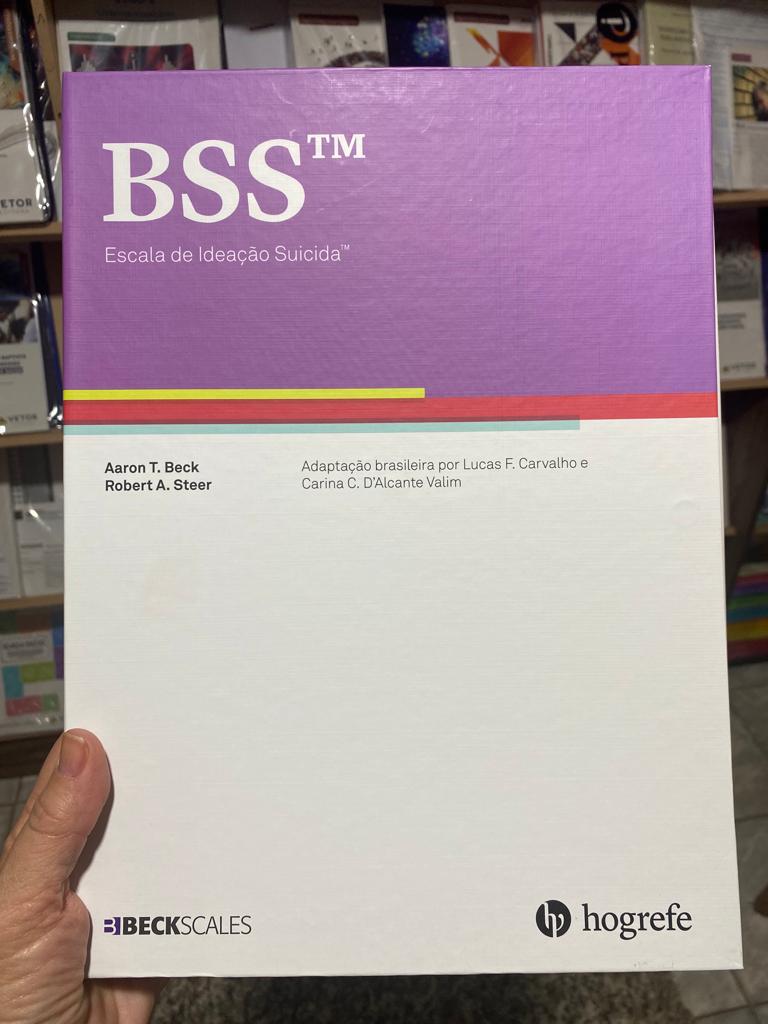 BSS™
Escala de Ideação Suicida™
Aaron T. Beck
Robert A. Steer
Adaptação brasileira por Lucas F. Carvalho e
Carina C. D'Alcante Valim
BECKSCALES
hogrefe
VETOR